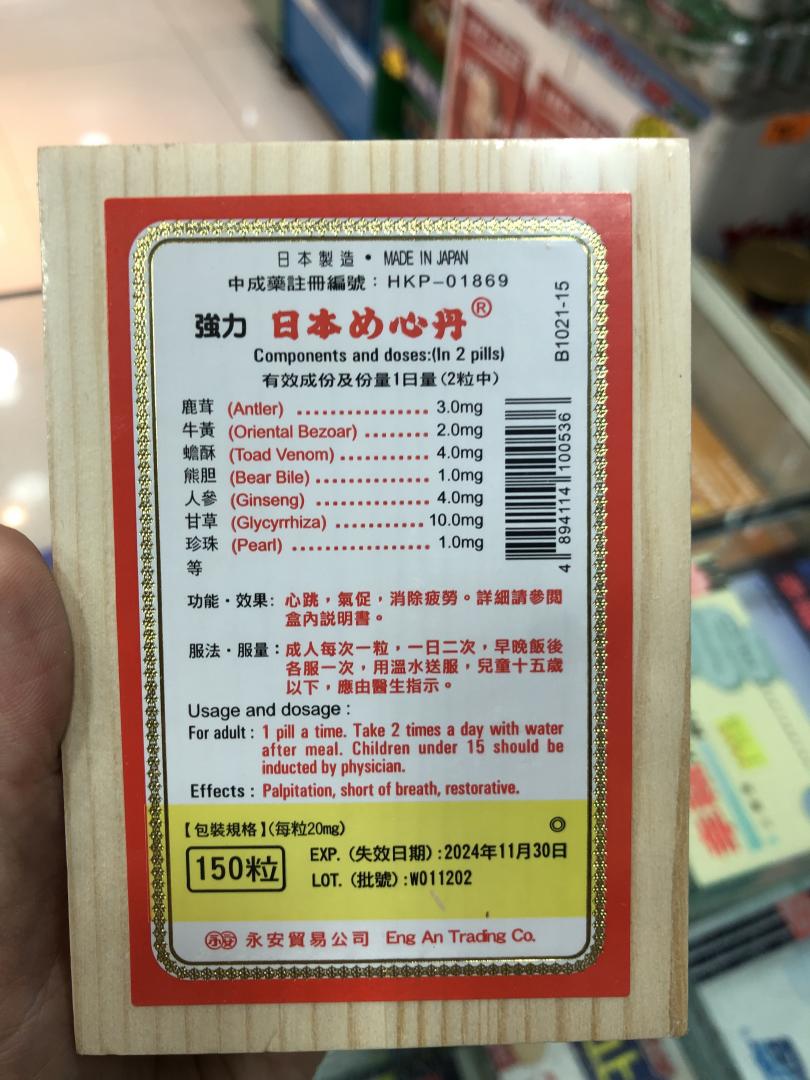 日本製造・MADE IN JAPAN
中成藥註冊編號：HKP-01869
強力 日本め心丹®
Components and doses:(In 2 pills)
有效成份及份量1日量(2粒中)
B1021-15
鹿茸 (Antler) .................. 3.0mg
牛黃 (Oriental Bezoar) ........ 2.0mg
蟾酥 (Toad Venom) ............ 4.0mg
熊胆 (Bear Bile) ............... 1.0mg
人參 (Ginseng) ................ 4.0mg
甘草 (Glycyrrhiza) ........... 10.0mg
珍珠 (Pearl) ................... 1.0mg
等
4 894114 100536
功能・效果: 心跳，氣促，消除疲勞。詳細請參閱
盒內說明書。
服法・服量：成人每次一粒，一日二次，早晚飯後
各服一次，用溫水送服，兒童十五歲
以下，應由醫生指示。
Usage and dosage :
For adult : 1 pill a time. Take 2 times a day with water
after meal. Children under 15 should be
inducted by physician.
Effects : Palpitation, short of breath, restorative.
【包裝規格】(每粒20mg)
150粒
EXP. (失效日期) :2024年11月30日
LOT. (批號) :W011202
永安 永安貿易公司 Eng An Trading Co.